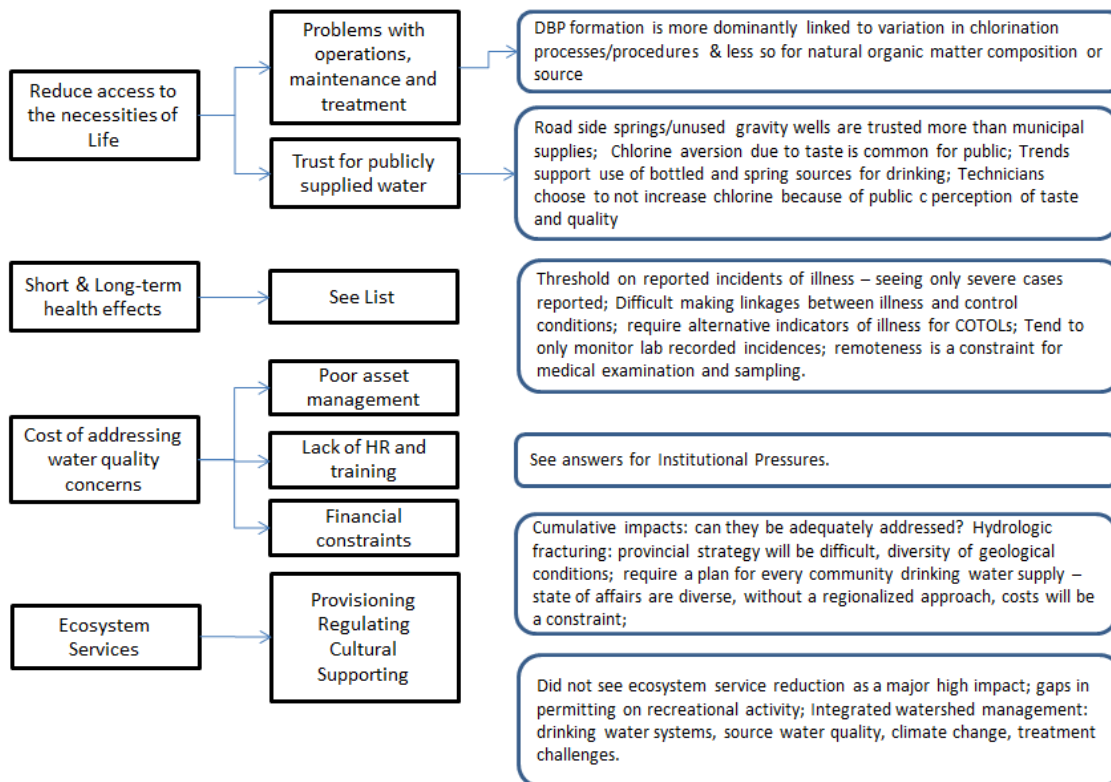 Reduce access to
the necessities of
Life
Problems with
operations,
maintenance and
treatment
DBP formation is more dominantly linked to variation in chlorination
processes/procedures & less so for natural organic matter composition or
source
Trust for publicly
supplied water
Road side springs/unused gravity wells are trusted more than municipal
supplies; Chlorine aversion due to taste is common for public; Trends
support use of bottled and spring sources for drinking; Technicians
choose to not increase chlorine because of public c perception of taste
and quality
Short & Long-term
health effects
See List
Threshold on reported incidents of illness – seeing only severe cases
reported; Difficult making linkages between illness and control
conditions; require alternative indicators of illness for COTOLs; Tend to
only monitor lab recorded incidences; remoteness is a constraint for
medical examination and sampling.
Cost of addressing
water quality
concerns
Poor asset
management
Lack of HR and
training
Financial
constraints
See answers for Institutional Pressures.
Cumulative impacts: can they be adequately addressed? Hydrologic
fracturing: provincial strategy will be difficult, diversity of geological
conditions; require a plan for every community drinking water supply –
state of affairs are diverse, without a regionalized approach, costs will be
a constraint;
Ecosystem
Services
Provisioning
Regulating
Cultural
Supporting
Did not see ecosystem service reduction as a major high impact; gaps in
permitting on recreational activity; Integrated watershed management:
drinking water systems, source water quality, climate change, treatment
challenges.